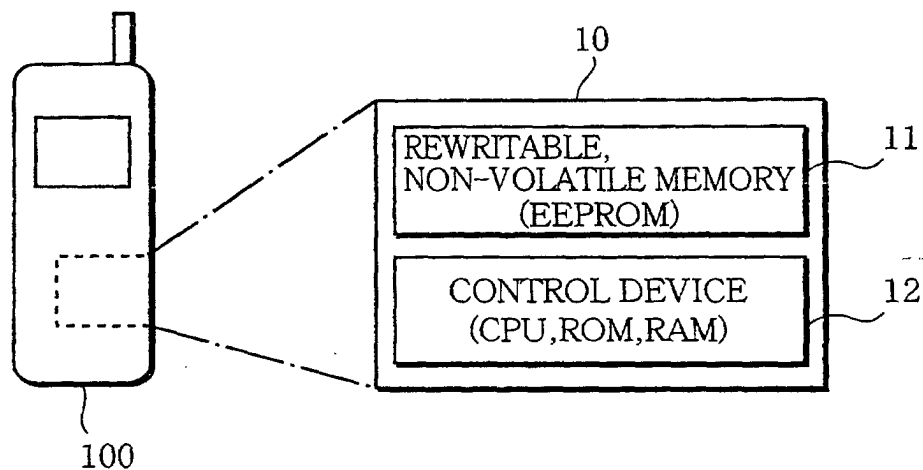 10
REWRITABLE,
NON-VOLATILE MEMORY
(EEPROM)
11
CONTROL DEVICE
(CPU,ROM,RAM)
12
100